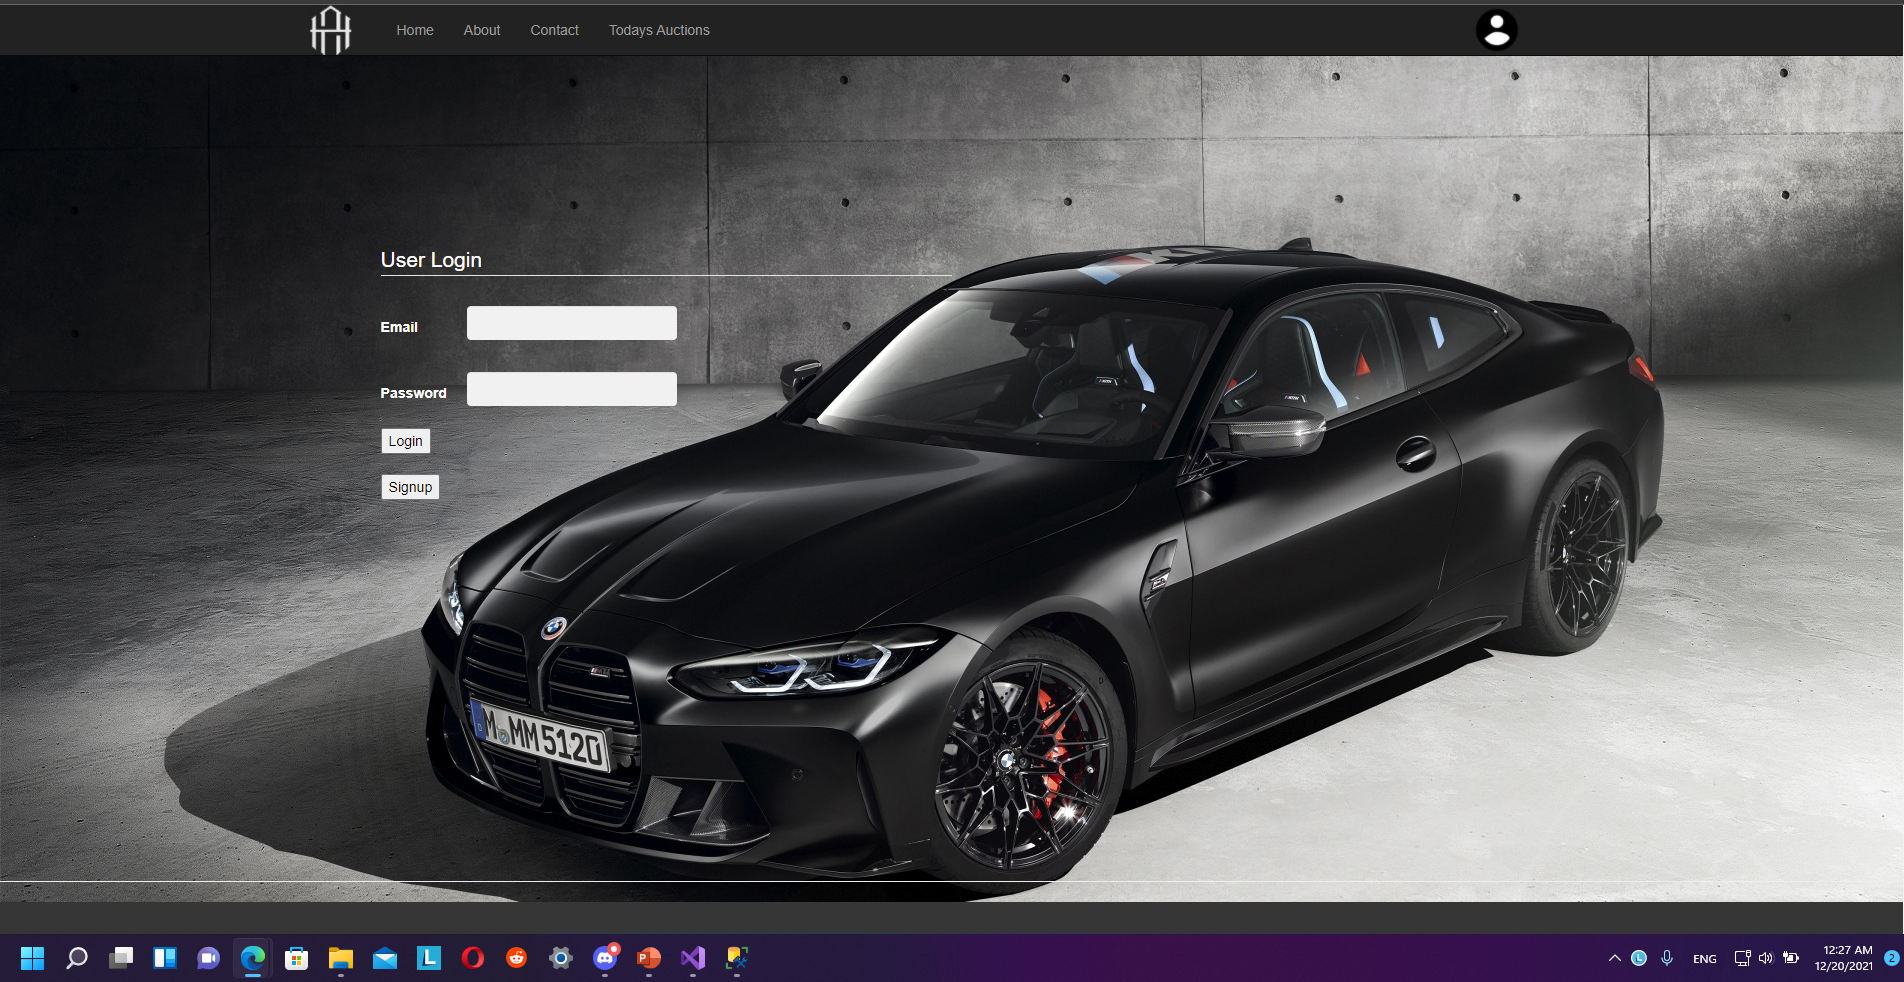 Home About Contact Todays Auctions
User Login
Email
Password
Login
Signup
M MM 5120
ENG
12:27 AM
12/20/2021
2